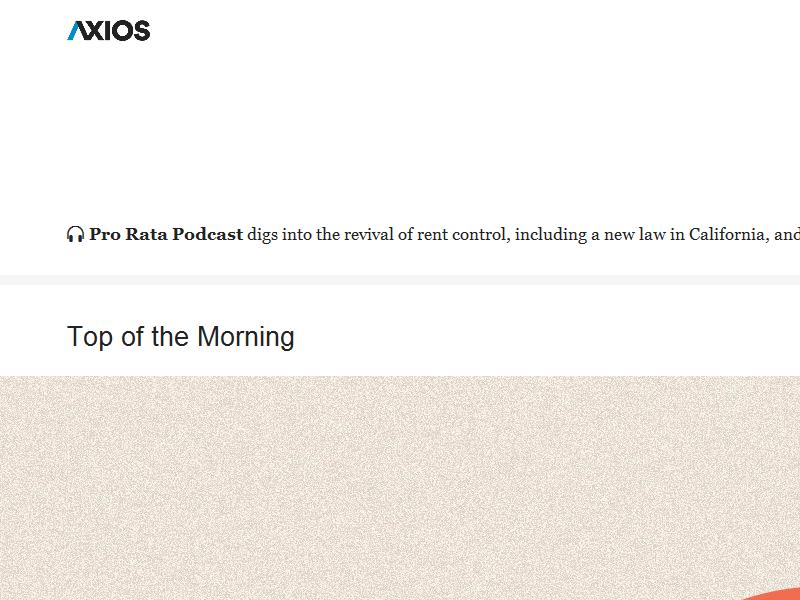 AXIOS
Pro Rata Podcast digs into the revival of rent control, including a new law in California, and
Top of the Morning